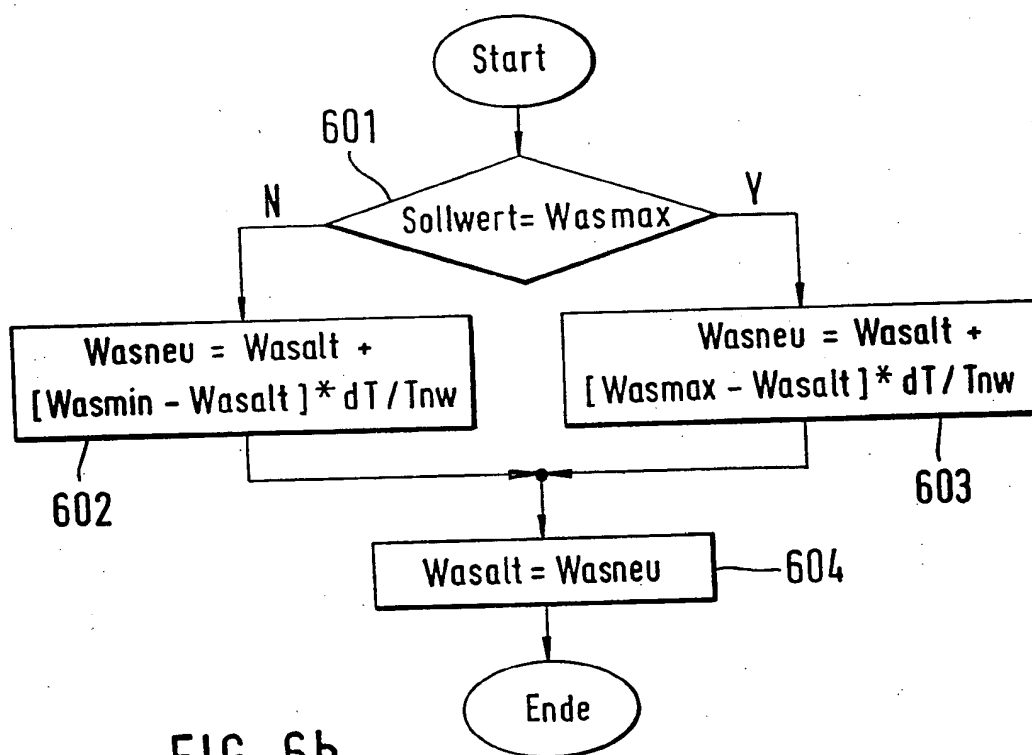 Start
601
N
Y
Sollwert= Wasmax
Wasneu = Wasalt +
[Wasmin - Wasalt]* dT/Tnw
Wasneu = Wasalt +
[Wasmax - Wasalt]* dT/Tnw
602
603
Wasalt = Wasneu
604
Ende
FIG. 6b